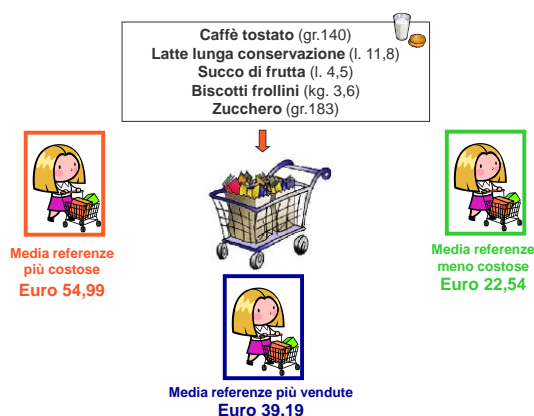 Caffè tostato (gr.140)
Latte lunga conservazione (l. 11,8)
Succo di frutta (l. 4,5)
Biscotti frollini (kg. 3,6)
Zucchero (gr.183)
Media referenze
più costose
Euro 54,99
Media referenze
meno costose
Euro 22,54
Media referenze più vendute
Euro 39,19